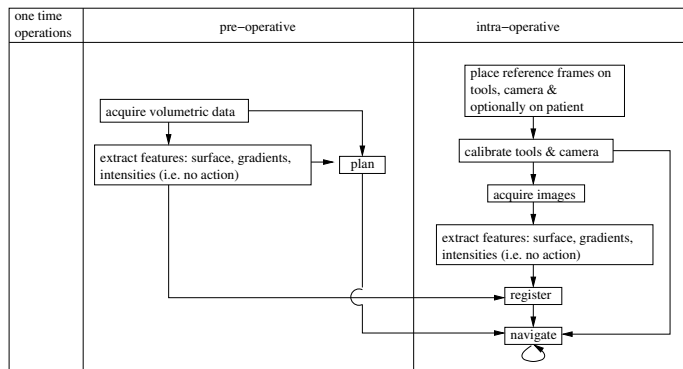 one time
operations
pre-operative
intra-operative
place reference frames on
tools, camera &
optionally on patient
acquire volumetric data
calibrate tools & camera
extract features: surface, gradients,
intensities (i.e. no action)
plan
acquire images
extract features: surface, gradients,
intensities (i.e. no action)
register
navigate